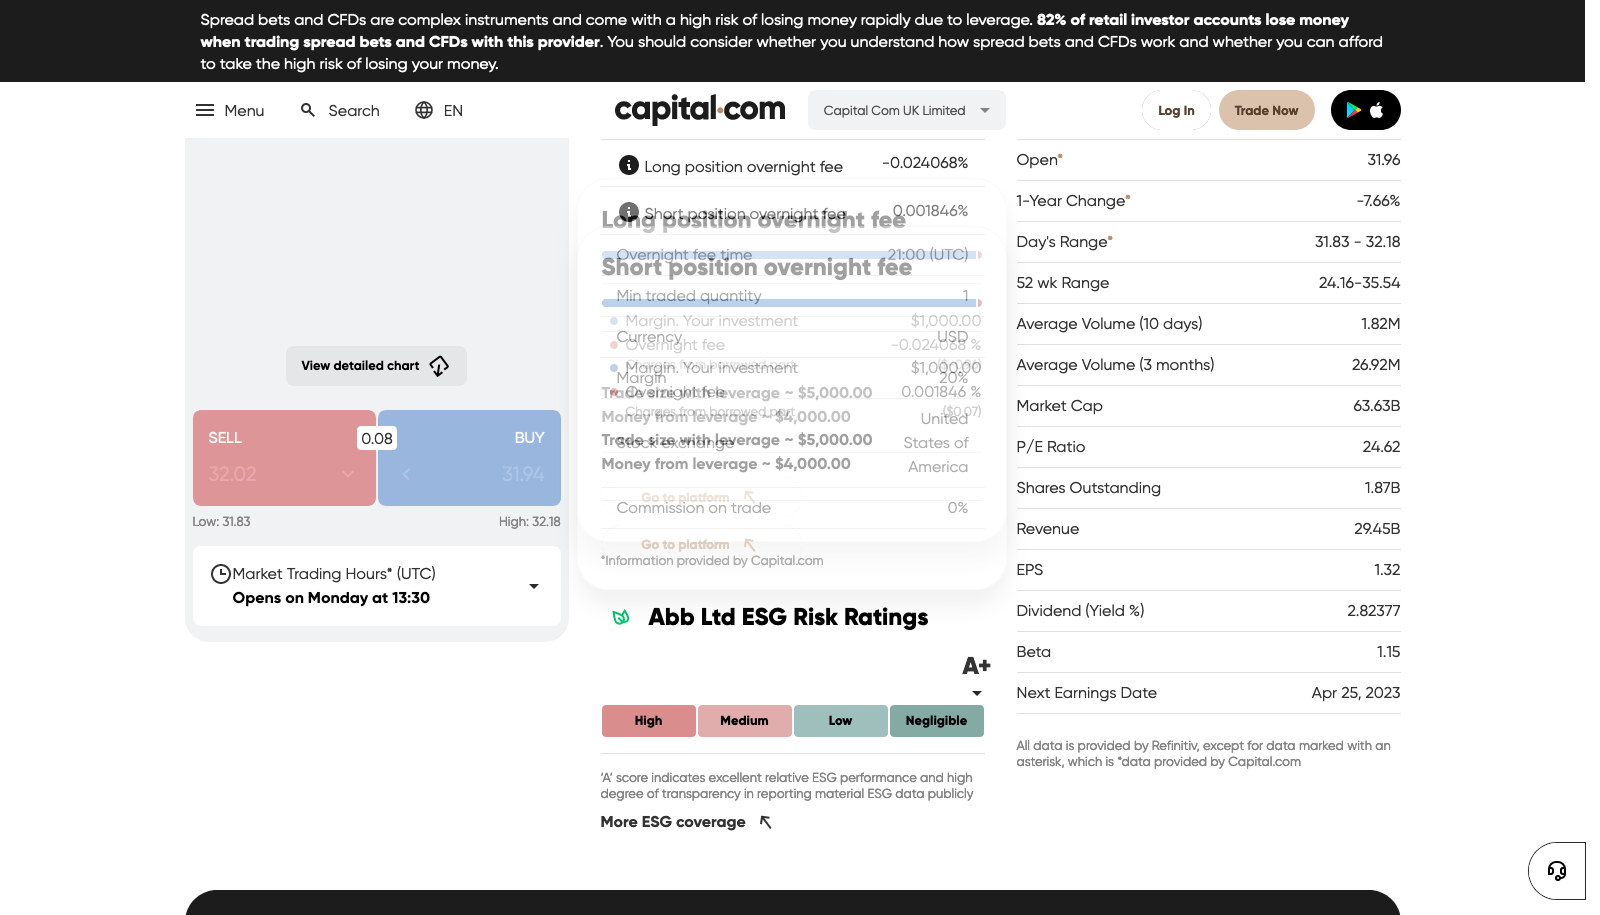 Spread bets and CFDs are complex instruments and come with a high risk of losing money rapidly due to leverage. 82% of retail investor accounts lose money
when trading spread bets and CFDs with this provider. You should consider whether you understand how spread bets and CFDs work and whether you can afford
to take the high risk of losing your money.
Menu Search EN
capital.com
Capital Com UK Limited
Log In Trade Now
View detailed chart
SELL 0.08 BUY
32.02 31.94
Low: 31.83 High: 32.18
Market Trading Hours* (UTC)
Opens on Monday at 13:30
Long position overnight fee -0.024068%
Short position overnight fee 0.001846%
Long position overnight fee
Overnight fee time 21:00 (UTC)
Short position overnight fee
Min traded quantity 1
Margin. Your investment $1,000.00
Currency USD
Overnight fee -0.024068 %
Charges from borrowed part
Margin. Your investment $1,000.00
Margin 20%
Trade size with leverage ~ $5,000.00
Overnight fee 0.001846 %
Charges from borrowed part ($0.07)
Money from leverage ~ $4,000.00
Stock exchange United
States of
America
Trade size with leverage ~ $5,000.00
Money from leverage ~ $4,000.00
Go to platform
Commission on trade 0%
Go to platform
*Information provided by Capital.com
Abb Ltd ESG Risk Ratings
A+
High Medium Low Negligible
‘A’ score indicates excellent relative ESG performance and high
degree of transparency in reporting material ESG data publicly
More ESG coverage
Open* 31.96
1-Year Change* -7.66%
Day's Range* 31.83 - 32.18
52 wk Range 24.16-35.54
Average Volume (10 days) 1.82M
Average Volume (3 months) 26.92M
Market Cap 63.63B
P/E Ratio 24.62
Shares Outstanding 1.87B
Revenue 29.45B
EPS 1.32
Dividend (Yield %) 2.82377
Beta 1.15
Next Earnings Date Apr 25, 2023
All data is provided by Refinitiv, except for data marked with an
asterisk, which is *data provided by Capital.com